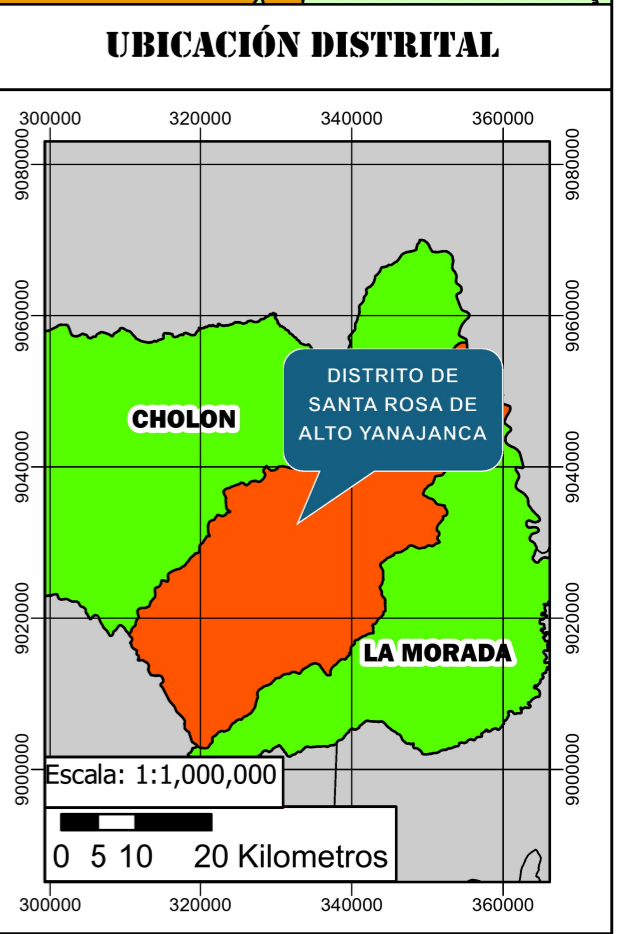 UBICACIÓN DISTRITAL
300000 320000 340000 360000
9080000 9080000
9060000 9060000
DISTRITO DE
SANTA ROSA DE
ALTO YANAJANCA
CHOLON
9040000 9040000
9020000 9020000
LA MORADA
9000000 9000000
Escala: 1:1,000,000
0 5 10 20 Kilometros
300000 320000 340000 360000